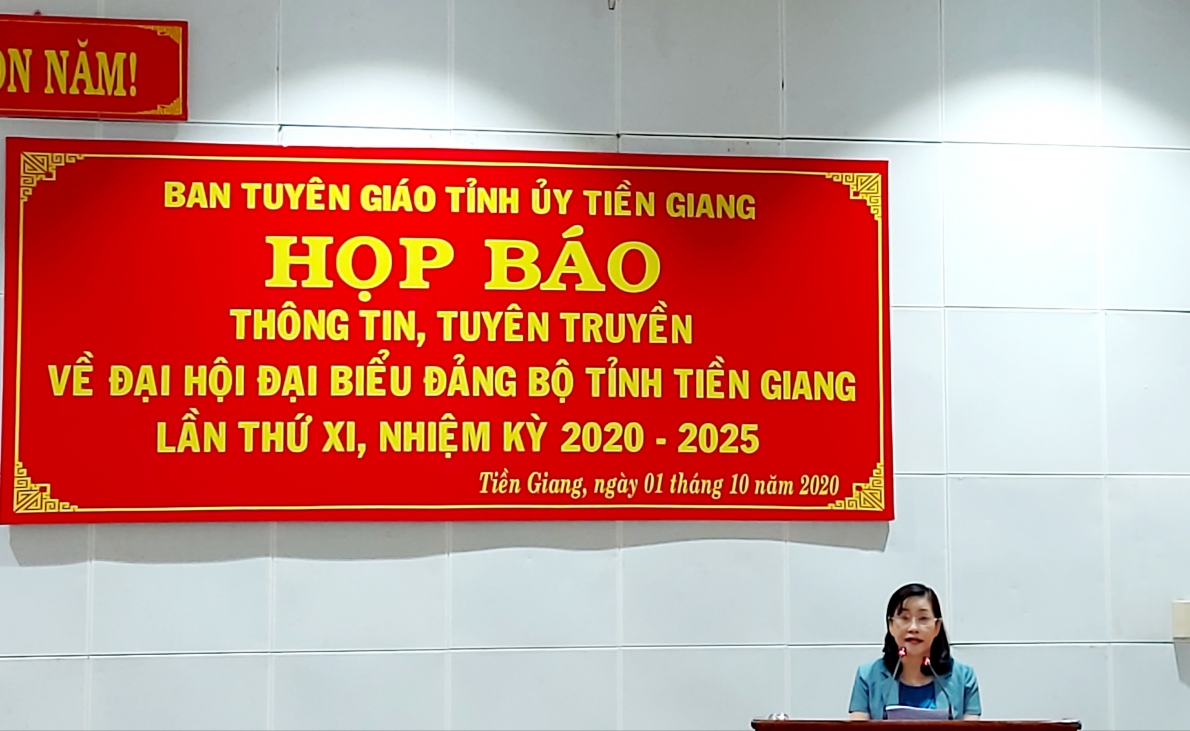 ÔN NĂM!
BAN TUYÊN GIÁO TỈNH ỦY TIỀN GIANG
HỌP BÁO
THÔNG TIN, TUYÊN TRUYỀN
VỀ ĐẠI HỘI ĐẠI BIỂU ĐẢNG BỘ TỈNH TIỀN GIANG
LẦN THỨ XI, NHIỆM KỲ 2020 - 2025
Tiền Giang, ngày 01 tháng 10 năm 2020